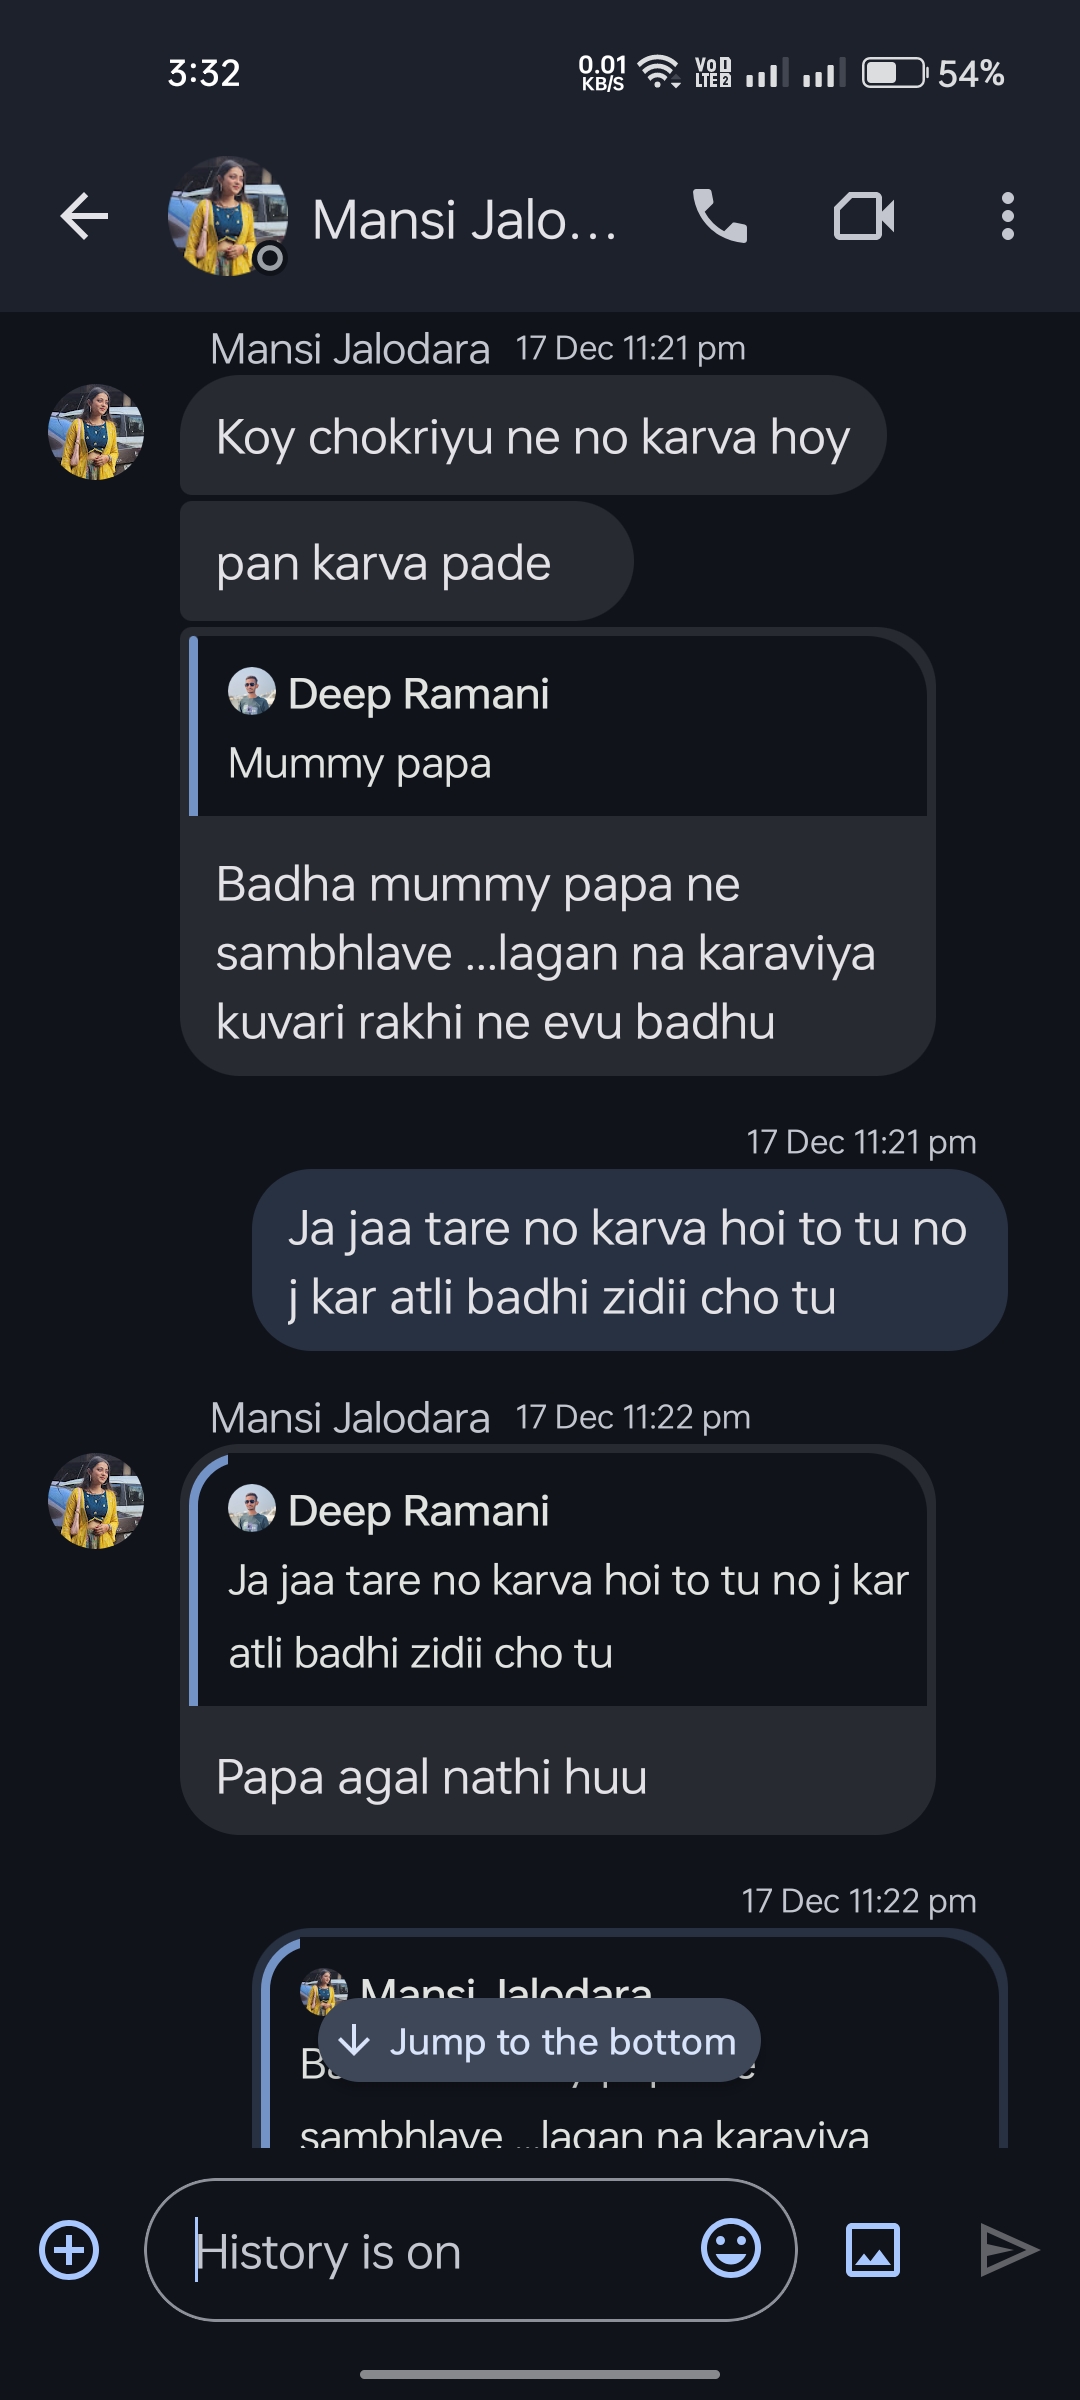 3:32
0.01 KB/S
VoD 1 LTE 2
54%
Mansi Jalo...
Mansi Jalodara 17 Dec 11:21 pm
Koy chokriyu ne no karva hoy
pan karva pade
Deep Ramani
Mummy papa
Badha mummy papa ne
sambhlave ...lagan na karaviya
kuvari rakhi ne evu badhu
17 Dec 11:21 pm
Ja jaa tare no karva hoi to tu no
j kar atli badhi zidii cho tu
Mansi Jalodara 17 Dec 11:22 pm
Deep Ramani
Ja jaa tare no karva hoi to tu no j kar
atli badhi zidii cho tu
Papa agal nathi huu
17 Dec 11:22 pm
Mansi Jalodara
Jump to the bottom
sambhlave ...lagan na karaviya
History is on